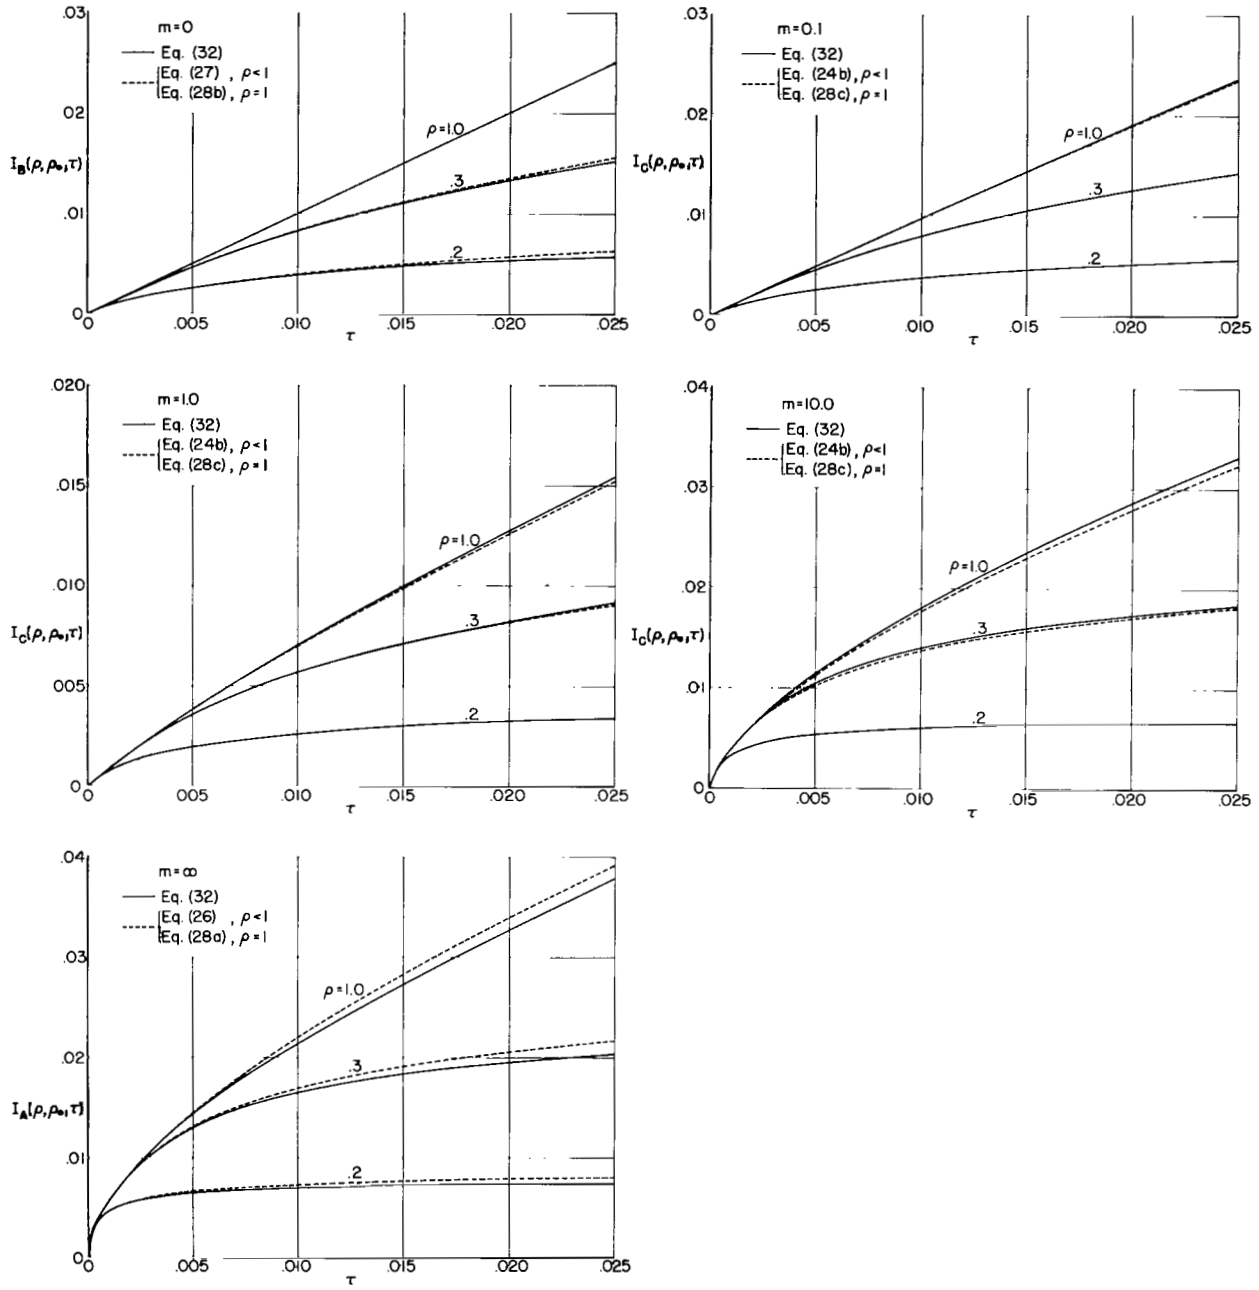 m=0
Eq. (32)
Eq. (27) , ρ<1
Eq. (28b), ρ=1
.03
02
.01
0
I_B(ρ,ρ₀,τ)
ρ=1.0
.3
.2
0 .005 .010 .015 .020 .025
τ
m=0.1
Eq. (32)
Eq. (24b), ρ<1
Eq. (28c), ρ=1
.03
.02
.01
0
I_C(ρ,ρ₀,τ)
ρ=1.0
.3
.2
0 .005 .010 .015 .020 .025
τ
m=1.0
Eq. (32)
Eq. (24b), ρ<1
Eq. (28c), ρ=1
.020
.015
.010
005
0
I_C(ρ,ρ₀,τ)
ρ=1.0
.3
.2
0 .005 .010 .015 .020 .025
τ
m=10.0
Eq. (32)
Eq. (24b), ρ<1
Eq. (28c), ρ=1
.04
.03
.02
.01
0
I_C(ρ,ρ₀,τ)
ρ=1.0
.3
.2
0 .005 .010 .015 .020 .025
τ
m=∞
Eq. (32)
Eq. (26) , ρ<1
Eq. (28a), ρ=1
.04
.03
.02
.01
0
I_A(ρ,ρ₀,τ)
ρ=1.0
.3
.2
0 .005 .010 .015 .020 .025
τ